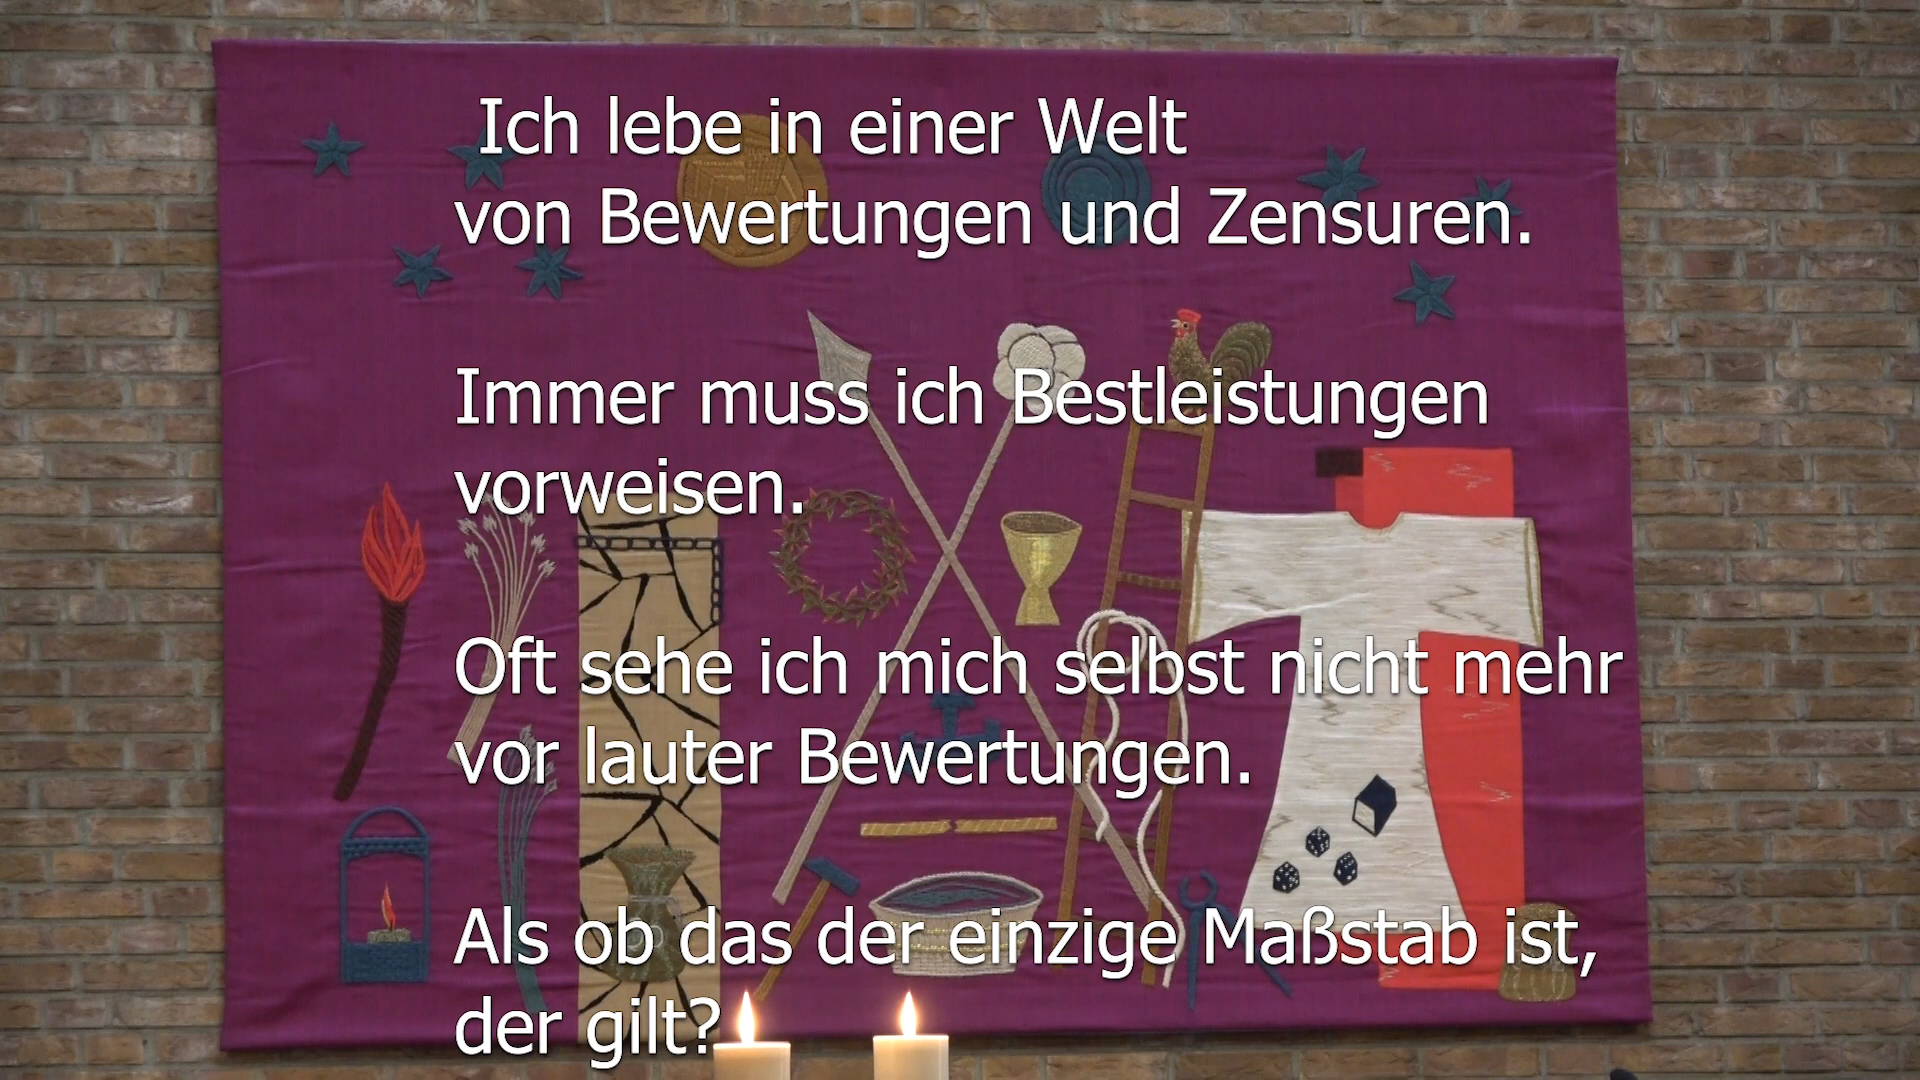 Ich lebe in einer Welt
von Bewertungen und Zensuren.
Immer muss ich Bestleistungen
vorweisen.
Oft sehe ich mich selbst nicht mehr
vor lauter Bewertungen.
Als ob das der einzige Maßstab ist,
der gilt?